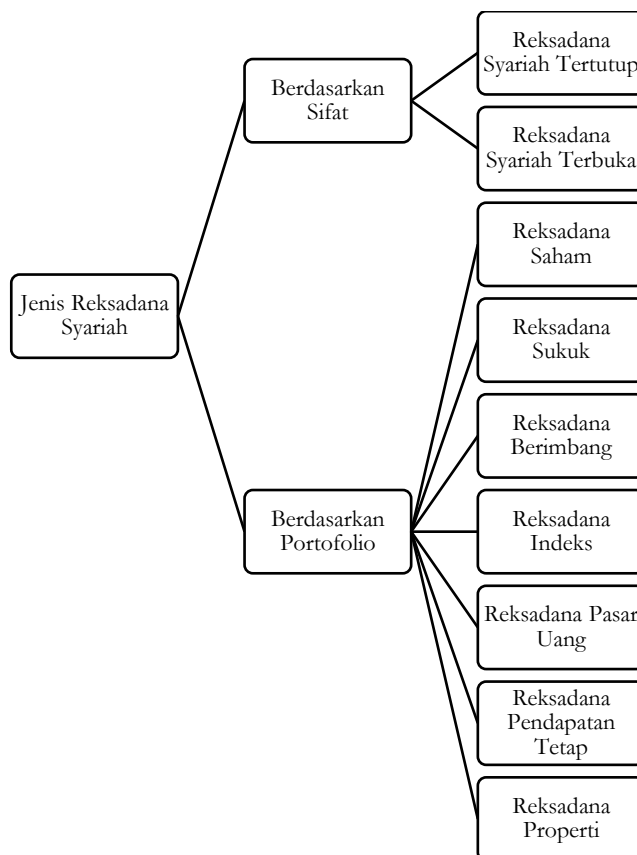 Jenis Reksadana
Syariah
Berdasarkan
Sifat
Reksadana
Syariah Tertutup
Reksadana
Syariah Terbuka
Berdasarkan
Portofolio
Reksadana
Saham
Reksadana
Sukuk
Reksadana
Berimbang
Reksadana
Indeks
Reksadana Pasar
Uang
Reksadana
Pendapatan
Tetap
Reksadana
Properti